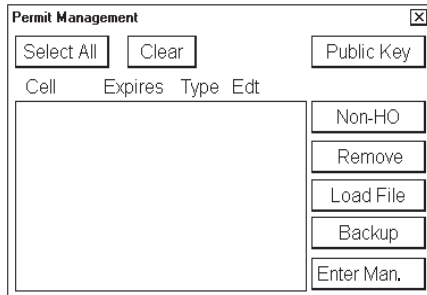 Permit Management
Select All Clear Public Key
Cell Expires Type Edt
Non-HO
Remove
Load File
Backup
Enter Man.